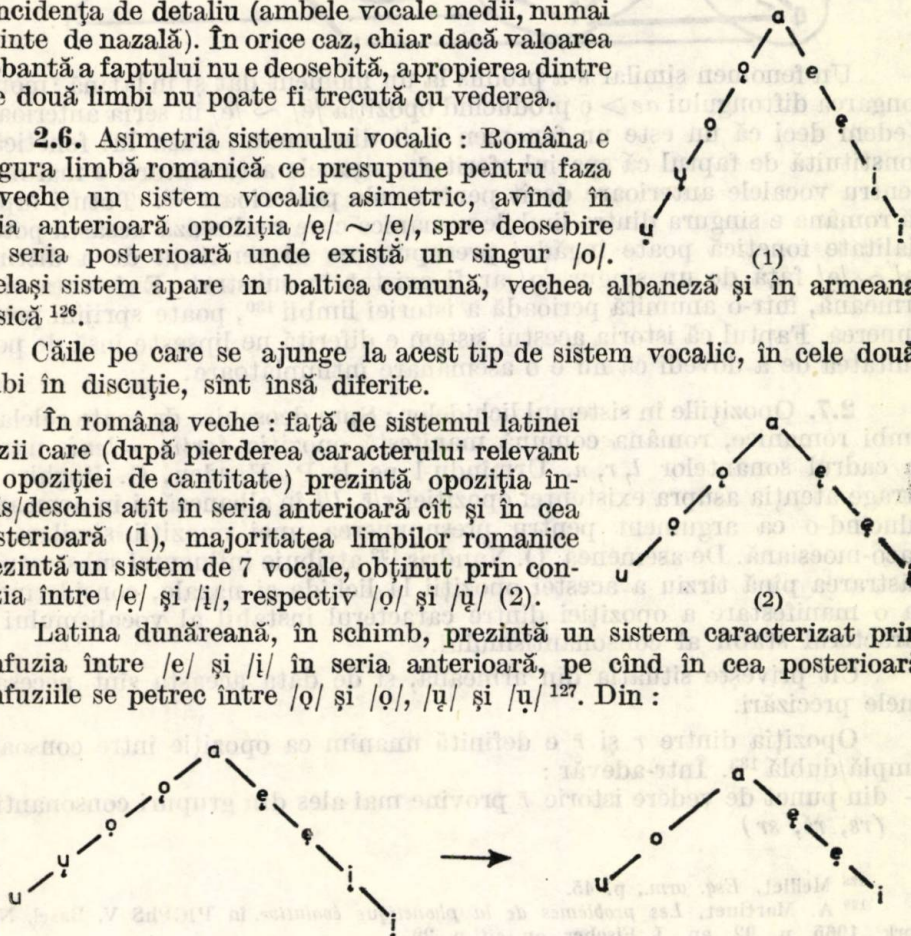 ncidența de detaliu (ambele vocale medii, numai
inte de nazală). În orice caz, chiar dacă valoarea
bantă a faptului nu e deosebită, apropierea dintre
e două limbi nu poate fi trecută cu vederea.
2.6. Asimetria sistemului vocalic : Româna e
gura limbă romanică ce presupune pentru faza
veche un sistem vocalic asimetric, avînd în
ia anterioară opoziția /ę/ ∼ /e/, spre deosebire
seria posterioară unde există un singur /o/.
elași sistem apare în baltica comună, vechea albaneză și în armeana
sică 126.
a
ǫ e
ọ ẹ
ų i
u i
(1)
Căile pe care se ajunge la acest tip de sistem vocalic, în cele două
bi în discuție, sînt însă diferite.
În româna veche : față de sistemul latinei
zii care (după pierderea caracterului relevant
opoziției de cantitate) prezintă opoziția în-
is/deschis atît în seria anterioară cît și în cea
sterioară (1), majoritatea limbilor romanice
ezintă un sistem de 7 vocale, obținut prin con-
zia între /ẹ/ și /į/, respectiv /ọ/ și /ų/ (2).
a
ǫ ę
ọ ẹ
u i
(2)
Latina dunăreană, în schimb, prezintă un sistem caracterizat prin
nfuzia între /e/ și /i/ în seria anterioară, pe cînd în cea posterioară
nfuziile se petrec între /ǫ/ și /ọ/, /ų/ și /ụ/ 127. Din :
a → a
o ę ę
ọ ẹ o ẹ
ų i
u i u i